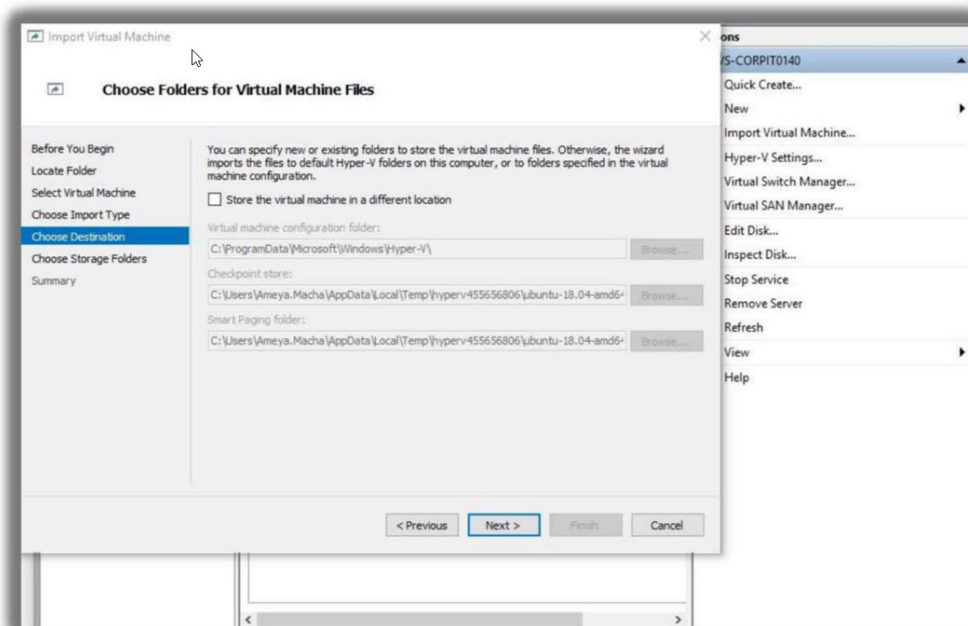 Import Virtual Machine
Choose Folders for Virtual Machine Files
Before You Begin
Locate Folder
Select Virtual Machine
Choose Import Type
Choose Destination
Choose Storage Folders
Summary
You can specify new or existing folders to store the virtual machine files. Otherwise, the wizard
imports the files to default Hyper-V folders on this computer, or to folders specified in the virtual
machine configuration.
Store the virtual machine in a different location
Virtual machine configuration folder:
C:\ProgramData\Microsoft\Windows\Hyper-V\
Browse...
Checkpoint store:
C:\Users\Ameya.Macha\AppData\Local\Temp\hyperv455656806\ubuntu-18.04-amd64
Browse...
Smart Paging folder:
C:\Users\Ameya.Macha\AppData\Local\Temp\hyperv455656806\ubuntu-18.04-amd64
Browse...
< Previous
Next >
Finish
Cancel
ons
S-CORPIT0140
Quick Create...
New
Import Virtual Machine...
Hyper-V Settings...
Virtual Switch Manager...
Virtual SAN Manager...
Edit Disk...
Inspect Disk...
Stop Service
Remove Server
Refresh
View
Help